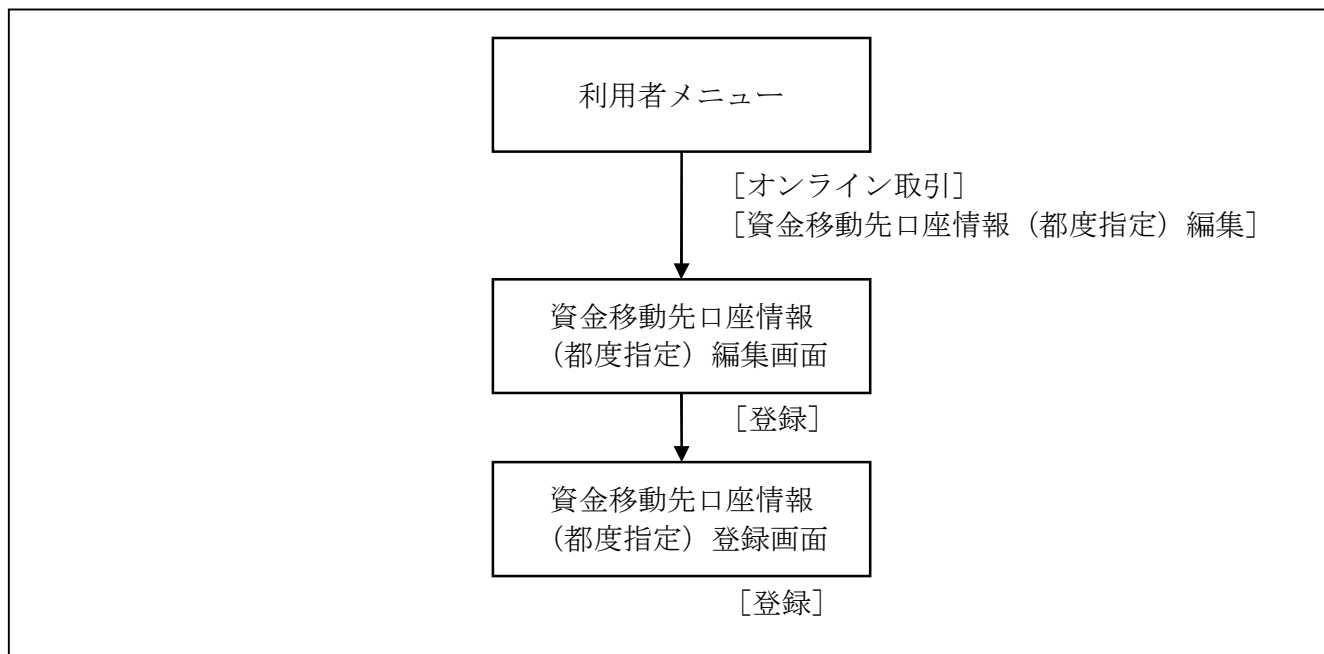 利用者メニュー
［オンライン取引］
［資金移動先口座情報（都度指定）編集］
資金移動先口座情報
（都度指定）編集画面
［登録］
資金移動先口座情報
（都度指定）登録画面
［登録］